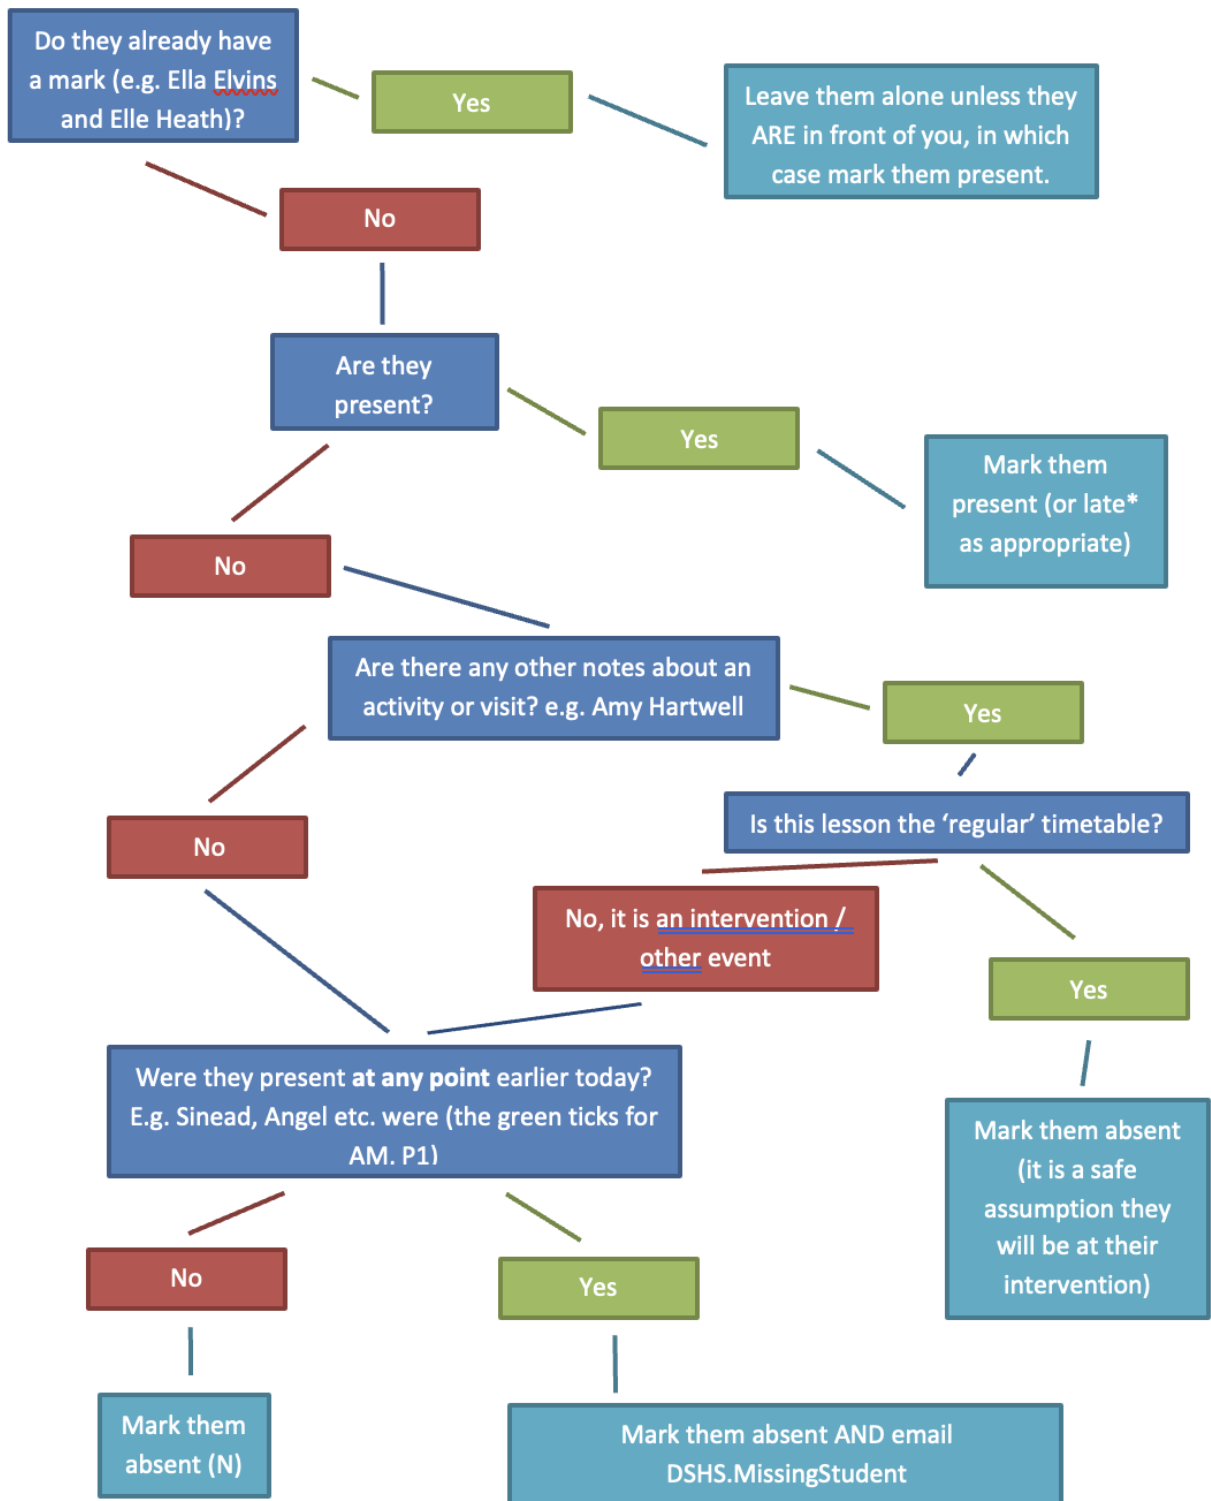 Do they already have
a mark (e.g. Ella Elvins
and Elle Heath)?
Yes
Leave them alone unless they
ARE in front of you, in which
case mark them present.
No
Are they
present?
Yes
Mark them
present (or late*
as appropriate)
No
Are there any other notes about an
activity or visit? e.g. Amy Hartwell
Yes
Is this lesson the ‘regular’ timetable?
No
No, it is an intervention /
other event
Yes
Were they present at any point earlier today?
E.g. Sinead, Angel etc. were (the green ticks for
AM. P1)
Mark them absent
(it is a safe
assumption they
will be at their
intervention)
No
Yes
Mark them
absent (N)
Mark them absent AND email
DSHS.MissingStudent